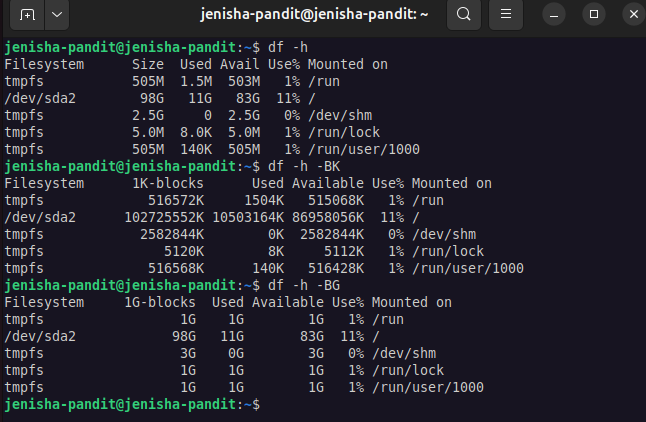 jenisha-pandit@jenisha-pandit: ~
jenisha-pandit@jenisha-pandit:~$ df -h
Filesystem      Size  Used Avail Use% Mounted on
tmpfs           505M  1.5M  503M   1% /run
/dev/sda2        98G   11G   83G  11% /
tmpfs           2.5G     0  2.5G   0% /dev/shm
tmpfs           5.0M  8.0K  5.0M   1% /run/lock
tmpfs           505M  140K  505M   1% /run/user/1000
jenisha-pandit@jenisha-pandit:~$ df -h -BK
Filesystem     1K-blocks      Used Available Use% Mounted on
tmpfs            516572K     1504K   515068K   1% /run
/dev/sda2     102725552K 10503164K 86958056K  11% /
tmpfs           2582844K        0K  2582844K   0% /dev/shm
tmpfs              5120K        8K     5112K   1% /run/lock
tmpfs            516568K      140K   516428K   1% /run/user/1000
jenisha-pandit@jenisha-pandit:~$ df -h -BG
Filesystem     1G-blocks  Used Available Use% Mounted on
tmpfs                 1G    1G        1G   1% /run
/dev/sda2            98G   11G       83G  11% /
tmpfs                 3G    0G        3G   0% /dev/shm
tmpfs                 1G    1G        1G   1% /run/lock
tmpfs                 1G    1G        1G   1% /run/user/1000
jenisha-pandit@jenisha-pandit:~$